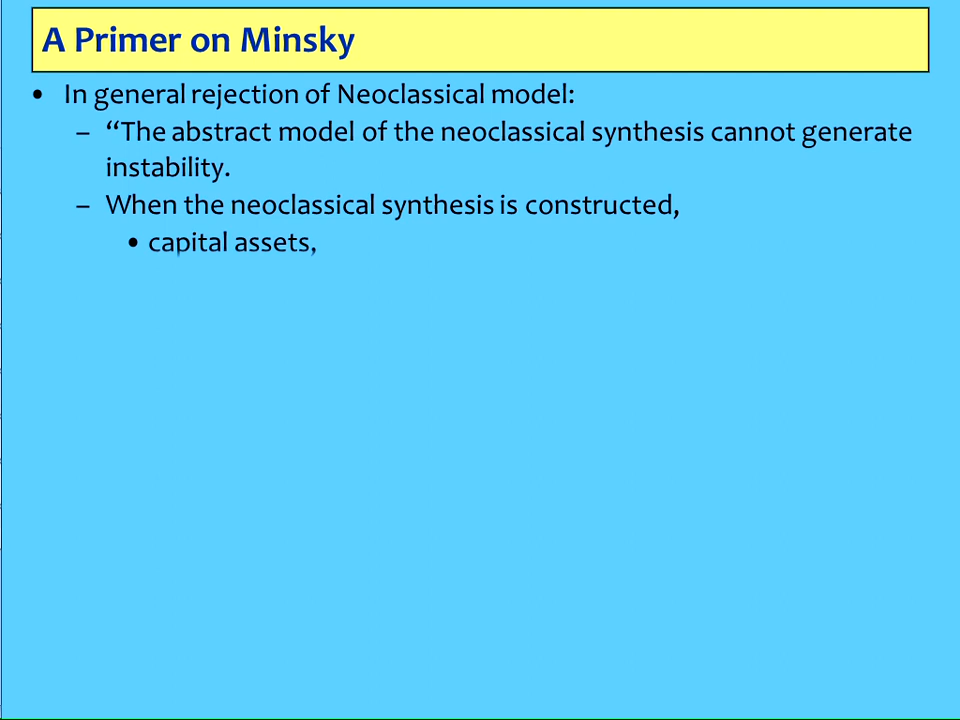 A Primer on Minsky
• In general rejection of Neoclassical model:
– “The abstract model of the neoclassical synthesis cannot generate
instability.
– When the neoclassical synthesis is constructed,
• capital assets,